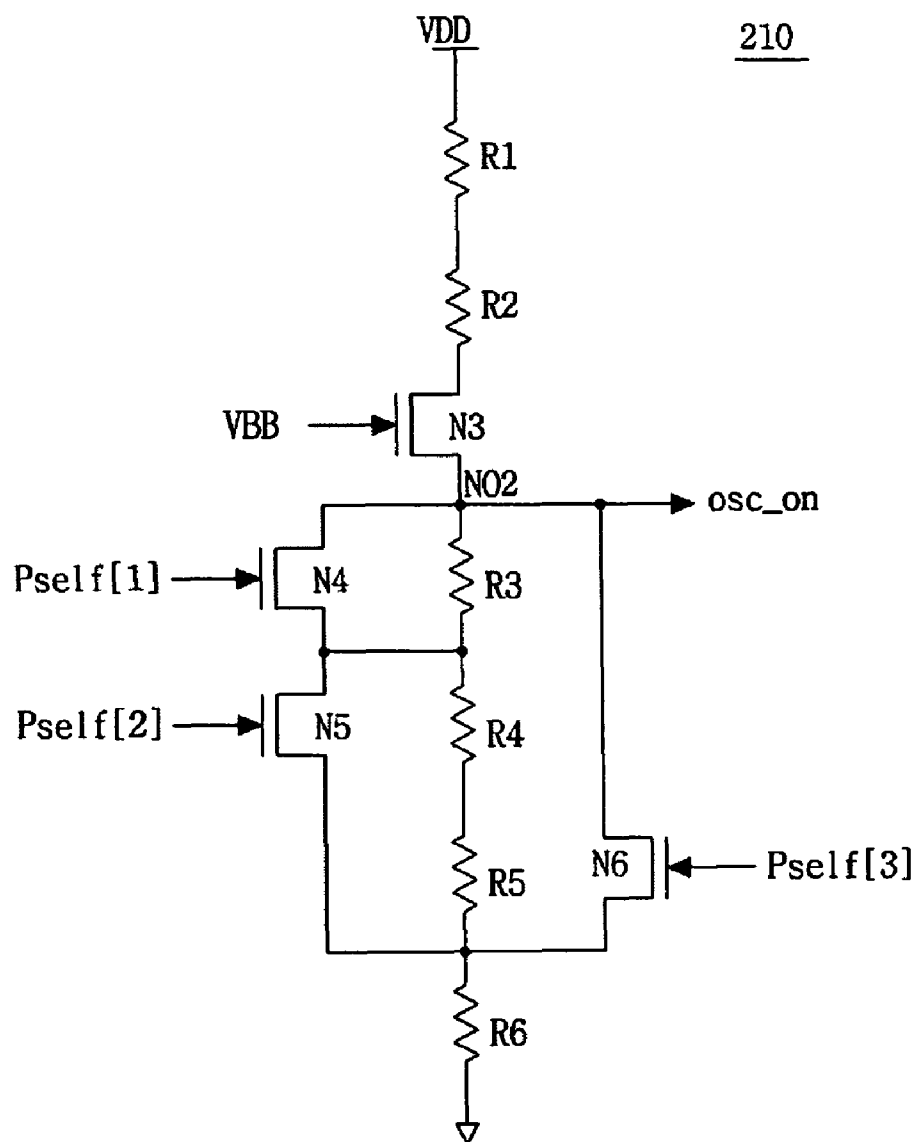 VDD
210
R1
R2
VBB
N3
NO2
osc_on
Pself[1]
N4
R3
Pself[2]
N5
R4
R5
N6
Pself[3]
R6